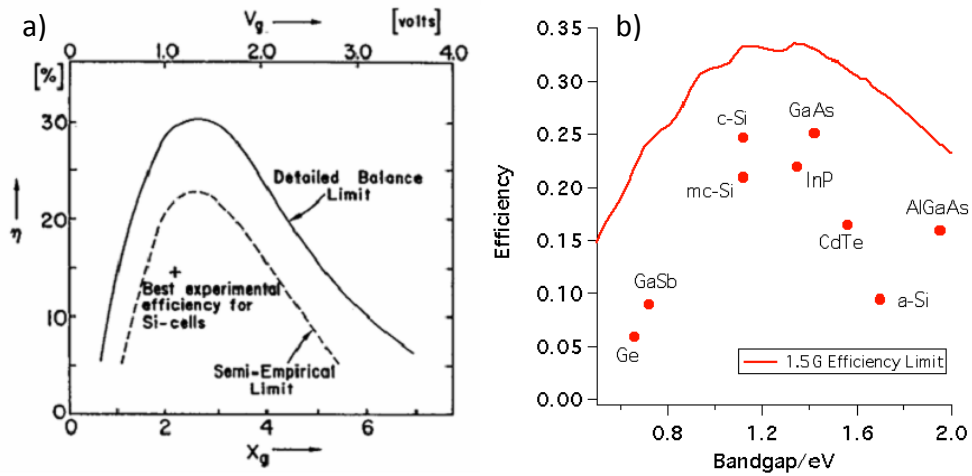 a)
V_g [volts]
0 1.0 2.0 3.0 4.0
[%]
30
20
10
0
η
Detailed Balance
Limit
+
Best experimental
efficiency for
Si-cells
Semi-Empirical
Limit
0 2 4 6
X_g
b)
0.35
0.30
0.25
0.20
0.15
0.10
0.05
0.00
Efficiency
c-Si
GaAs
mc-Si
InP
AlGaAs
CdTe
GaSb
a-Si
Ge
1.5G Efficiency Limit
0.8 1.2 1.6 2.0
Bandgap/eV